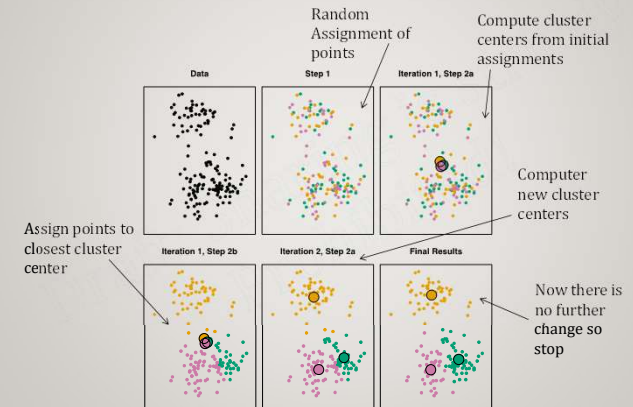 Random
Assignment of
points
Compute cluster
centers from initial
assignments
Data
Step 1
Iteration 1, Step 2a
Computer
new cluster
centers
Assign points to
closest cluster
center
Iteration 1, Step 2b
Iteration 2, Step 2a
Final Results
Now there is
no further
change so
stop